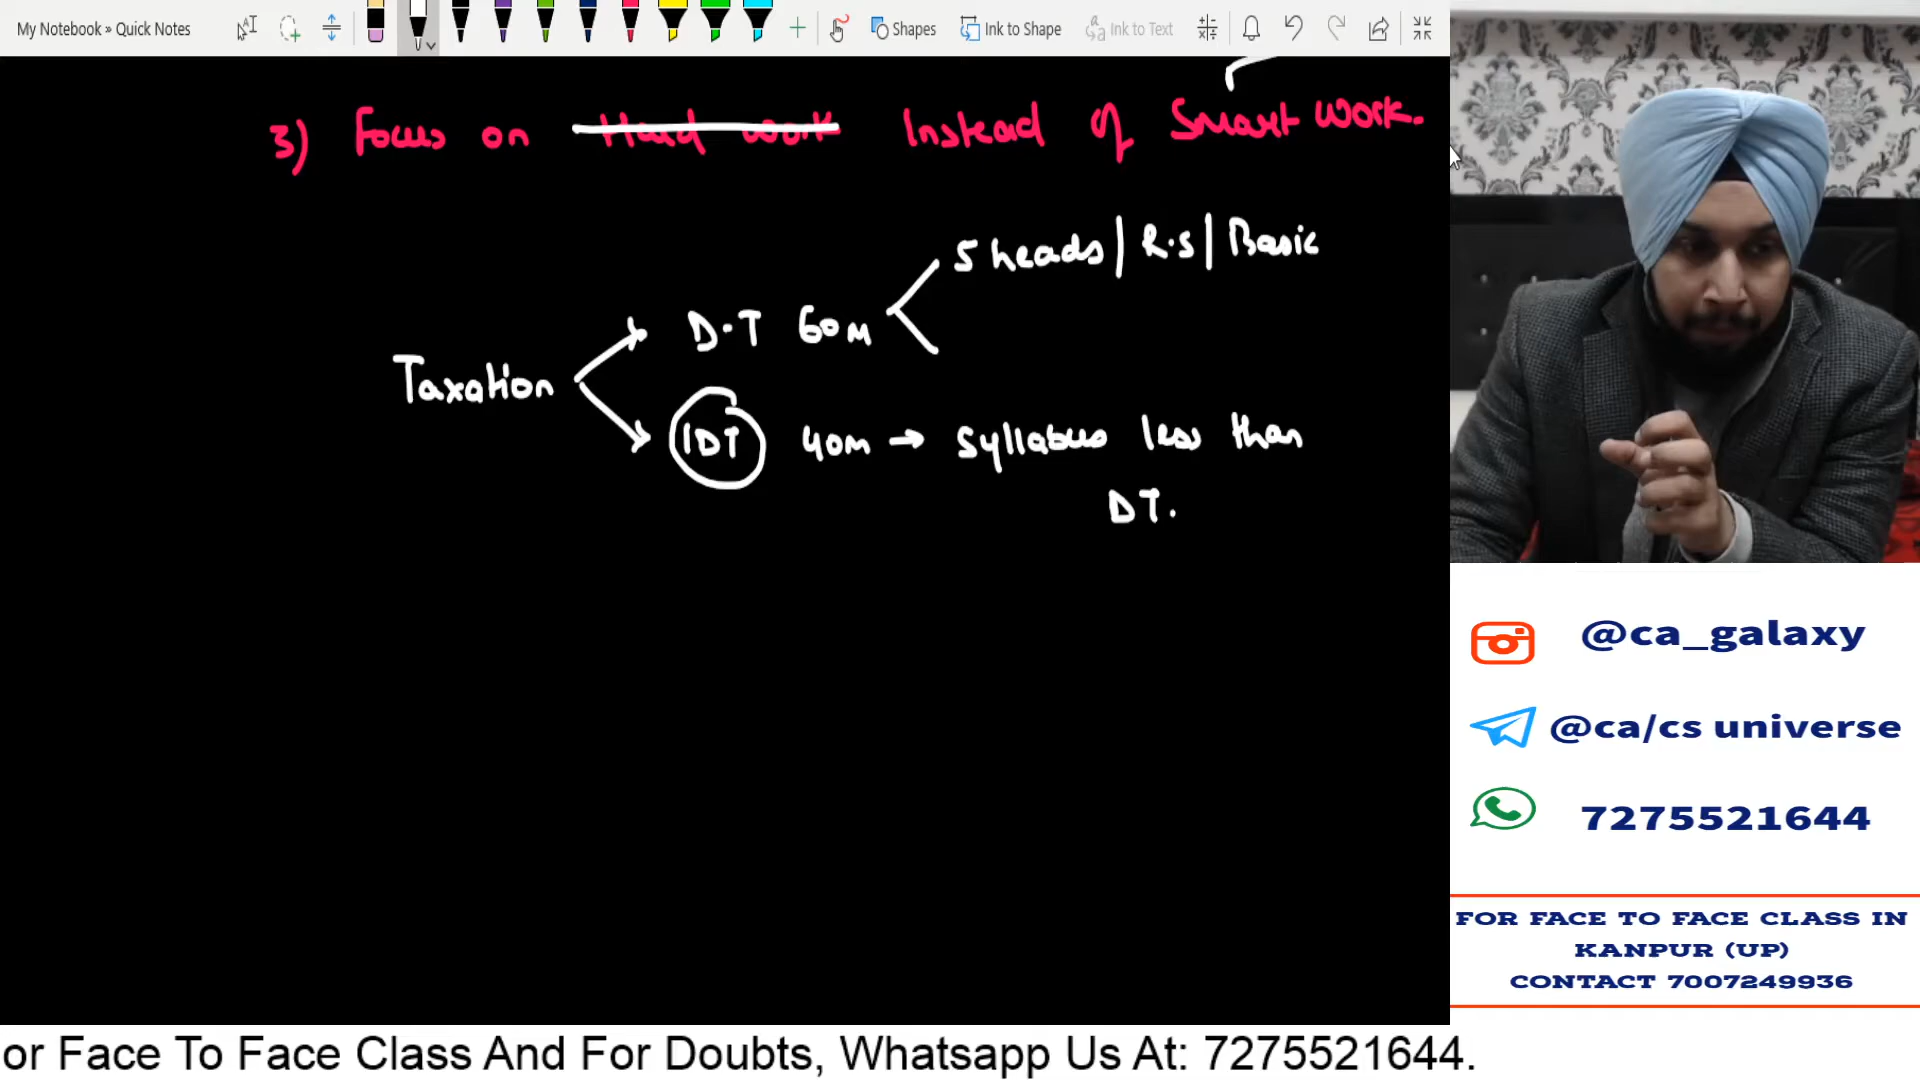 My Notebook » Quick Notes
Shapes
Ink to Shape
Ink to Text
3) Focus on Hard work Instead of Smart Work.
5 heads | R.S | Basic
D.T 60M
Taxation
IDT 40M → Syllabus less than
DT.
@ca_galaxy
@ca/cs universe
7275521644
FOR FACE TO FACE CLASS IN
KANPUR (UP)
CONTACT 7007249936
or Face To Face Class And For Doubts, Whatsapp Us At: 7275521644.